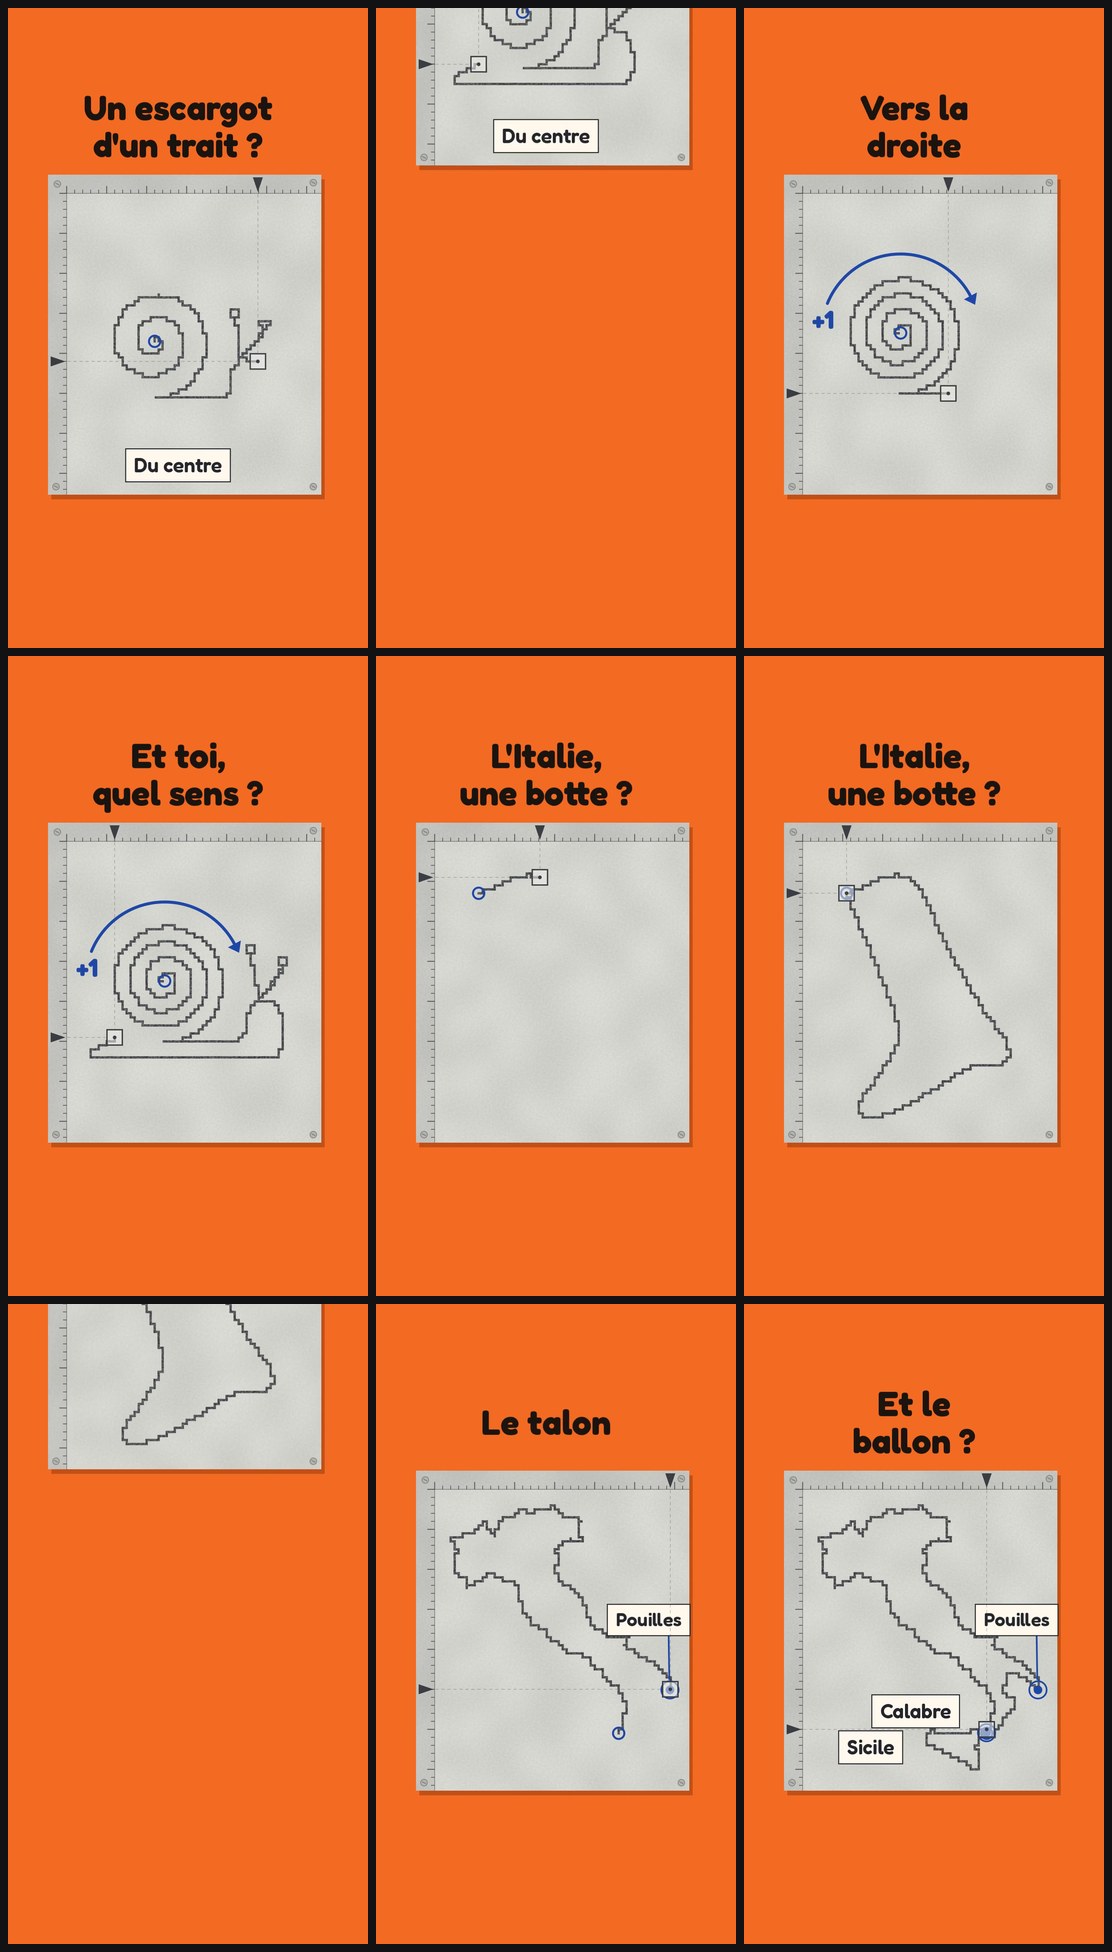 Un escargot
d'un trait ?
Du centre
Du centre
Vers la
droite
+1
Et toi,
quel sens ?
+1
L'Italie,
une botte ?
L'Italie,
une botte ?
Le talon
Pouilles
Et le
ballon ?
Pouilles
Calabre
Sicile